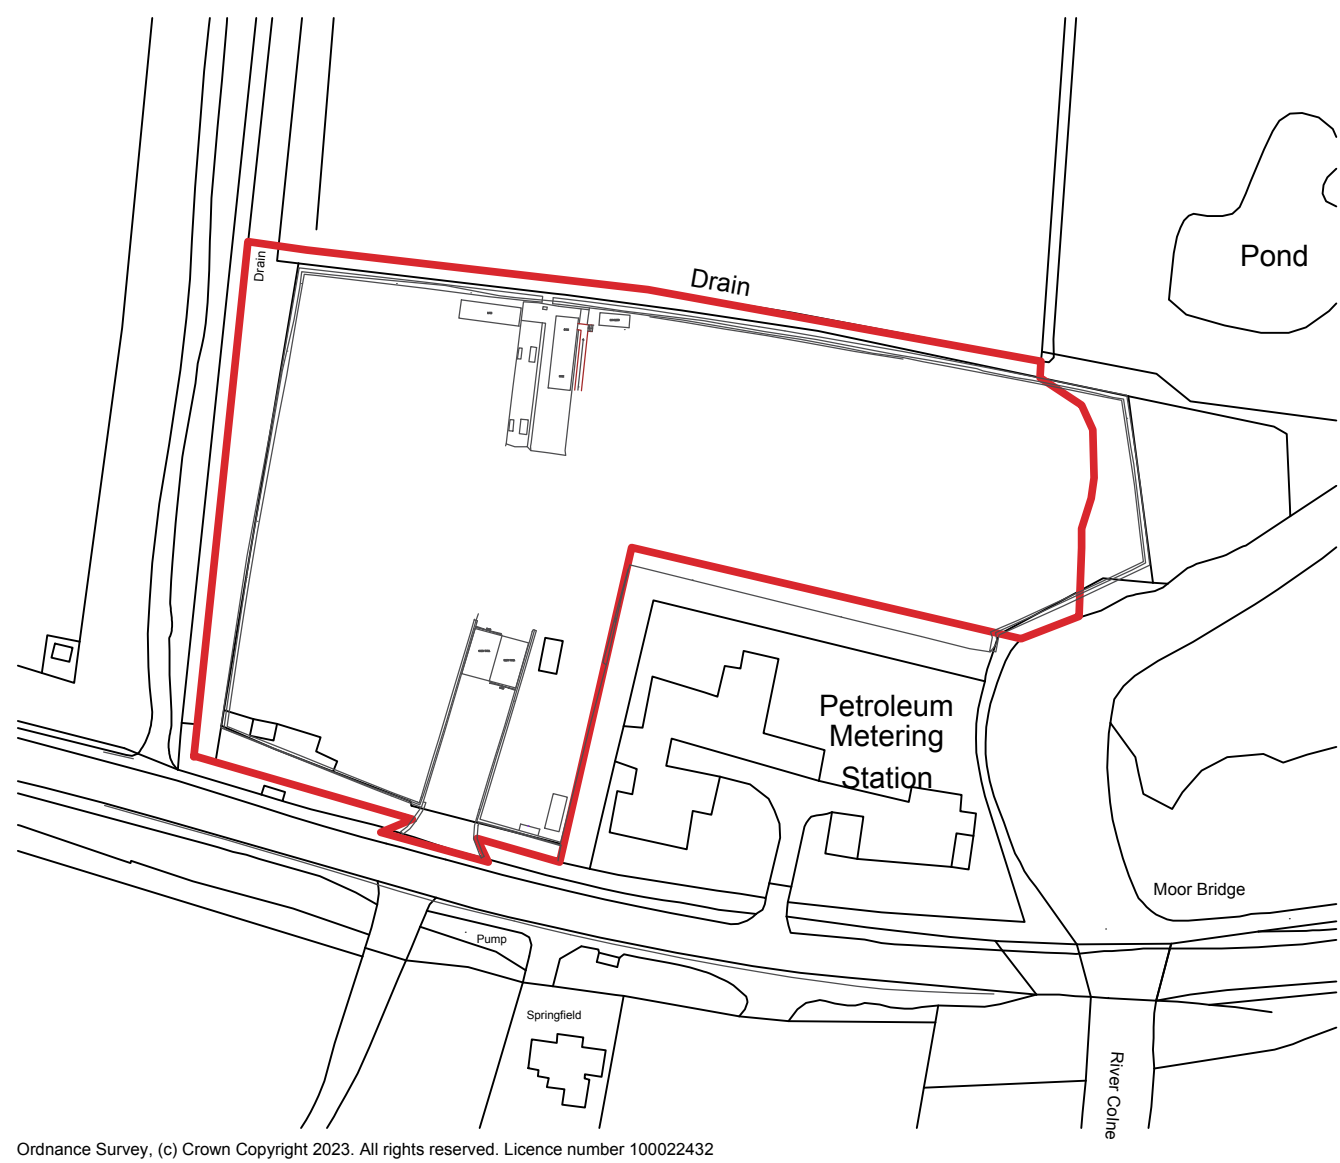 Pond
Drain
Drain
Petroleum
Metering
Station
Moor Bridge
Pump
Springfield
River Colne
Ordnance Survey, (c) Crown Copyright 2023. All rights reserved. Licence number 100022432